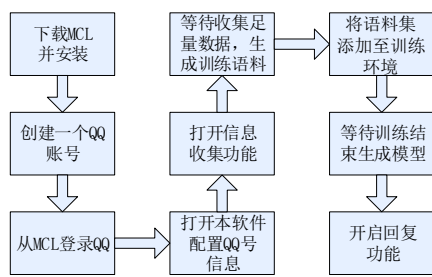 下载MCL
并安装
创建一个QQ
账号
从MCL登录QQ
打开本软件
配置QQ号
信息
打开信息
收集功能
等待收集足
量数据，生
成训练语料
将语料集
添加至训练
环境
等待训练结
束生成模型
开启回复
功能